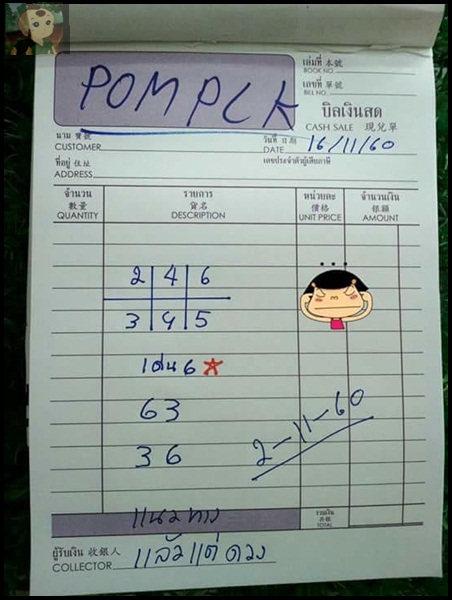 เล่มที่ 本號
BOOK NO.
POMPCK
เลขที่ 單號
BILL NO.
บิลเงินสด
CASH SALE 現兌單
นาม 寶號
CUSTOMER
วันที่ 日期
DATE 16/11/60
ที่อยู่ 住址
ADDRESS
เลขประจำตัวผู้เสียภาษี
จำนวน รายการ หน่วยละ จำนวนเงิน
數量 貨名 價格 銀額
QUANTITY DESCRIPTION UNIT PRICE AMOUNT
2 4 6
3 9 5
เด่น 6
63
36
2-11-60
แนวทาง
รวมเงิน
TOTAL
ผู้รับเงิน 收銀人
COLLECTOR แล้วแต่ดวง